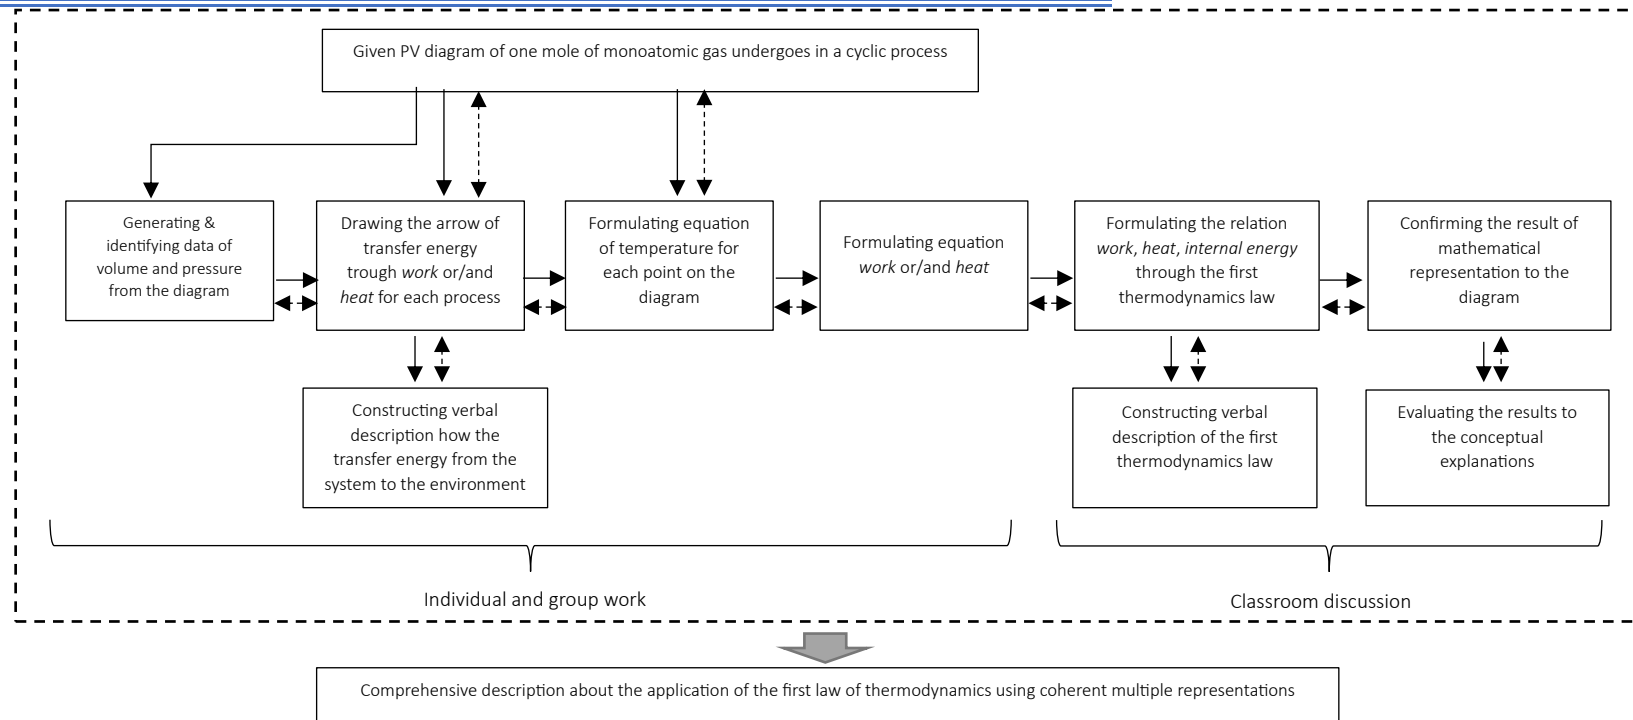 Given PV diagram of one mole of monoatomic gas undergoes in a cyclic process
Generating &
identifying data of
volume and pressure
from the diagram
Drawing the arrow of
transfer energy
trough work or/and
heat for each process
Formulating equation
of temperature for
each point on the
diagram
Formulating equation
work or/and heat
Formulating the relation
work, heat, internal energy
through the first
thermodynamics law
Confirming the result of
mathematical
representation to the
diagram
Constructing verbal
description how the
transfer energy from the
system to the environment
Constructing verbal
description of the first
thermodynamics law
Evaluating the results to
the conceptual
explanations
Individual and group work
Classroom discussion
Comprehensive description about the application of the first law of thermodynamics using coherent multiple representations